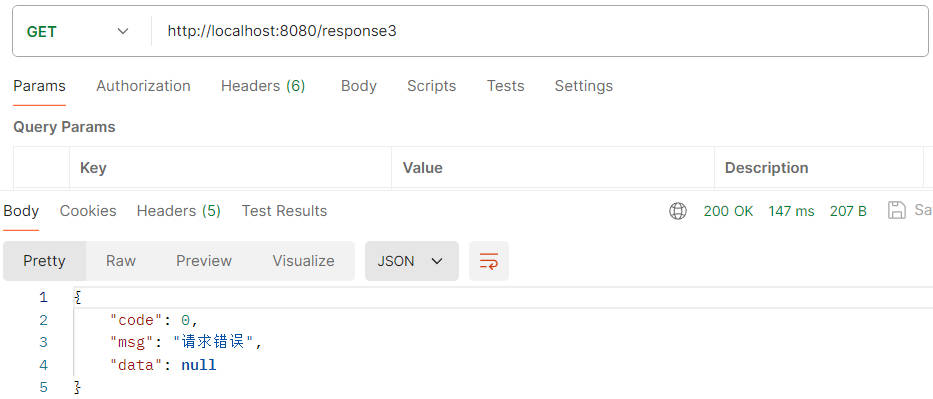 GET http://localhost:8080/response3
Params Authorization Headers (6) Body Scripts Tests Settings
Query Params
Key Value Description
Body Cookies Headers (5) Test Results 200 OK 147 ms 207 B Sa
Pretty Raw Preview Visualize JSON
1 {
2 "code": 0,
3 "msg": "请求错误",
4 "data": null
5 }